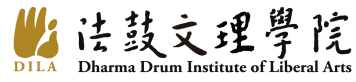 法鼓文理學院
DILA Dharma Drum Institute of Liberal Arts